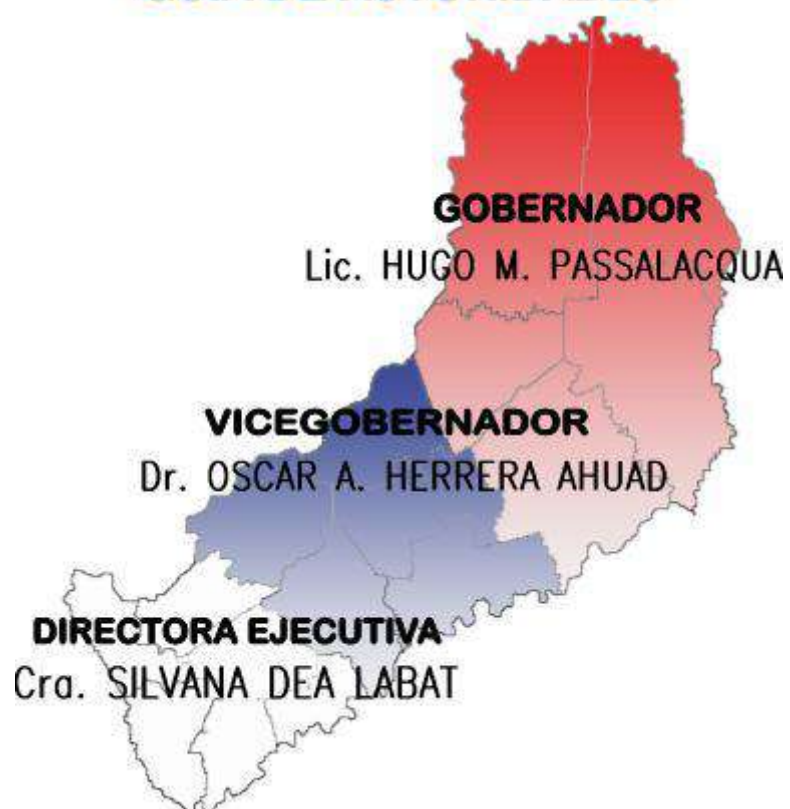 GOBERNADOR
Lic. HUGO M. PASSALACQUA
VICEGOBERNADOR
Dr. OSCAR A. HERRERA AHUAD
DIRECTORA EJECUTIVA
Cra. SILVANA DEA LABAT